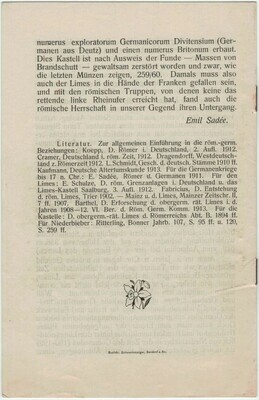 numerus exploratorum Germanicorum Divitensium (Ger-
manen aus Deutz) und einen numerus Britonum erbaut.
Dies Kastell ist nach Ausweis der Funde — Massen von
Brandschutt — gewaltsam zerstört worden und zwar, wie
die letzten Münzen zeigen, 259/60. Damals muss also
auch der Limes in die Hände der Franken gefallen sein,
und mit den römischen Truppen, von denen keine das
rettende linke Rheinufer erreicht hat, fand auch die
römische Herrschaft in unserer Gegend ihren Untergang.
Emil Sadée.
Literatur. Zur allgemeinen Einführung in die röm.-germ.
Beziehungen: Koepp, D. Römer i. Deutschland, 2. Aufl. 1912.
Cramer, Deutschland i. röm. Zeit, 1912. Dragendorff, Westdeutsch-
land z. Römerzeit 1912. L. Schmidt, Gesch. d. deutsch. Stämme 1910 ff.
Kaufmann, Deutsche Altertumskunde 1913. Für die Germanenkriege
bis 17 n. Chr.: E. Sadée, Römer u. Germanen 1911. Für den
Limes: E. Schulze, D. röm. Grenzanlagen i. Deutschland u. das
Limes-Kastell Saalburg, 3. Aufl. 1912. Fabricius, D. Entstehung
d. röm. Limes, Trier 1902. — Mainz u. d. Limes, Mainzer Zeitschr. II,
7 ff. 1907. Barthel, D. Erforschung d. obergerm. rät. Limes i. d.
Jahren 1908—12. VI. Ber. d. Röm. Germ. Komm. 1913. Für die
Kastelle: D. obergerm.-rät. Limes d. Römerreichs Abt. B. 1894 ff.
Für Niederbieber: Ritterling, Bonner Jahrb. 107, S. 95 ff. u. 120,
S. 259 ff.